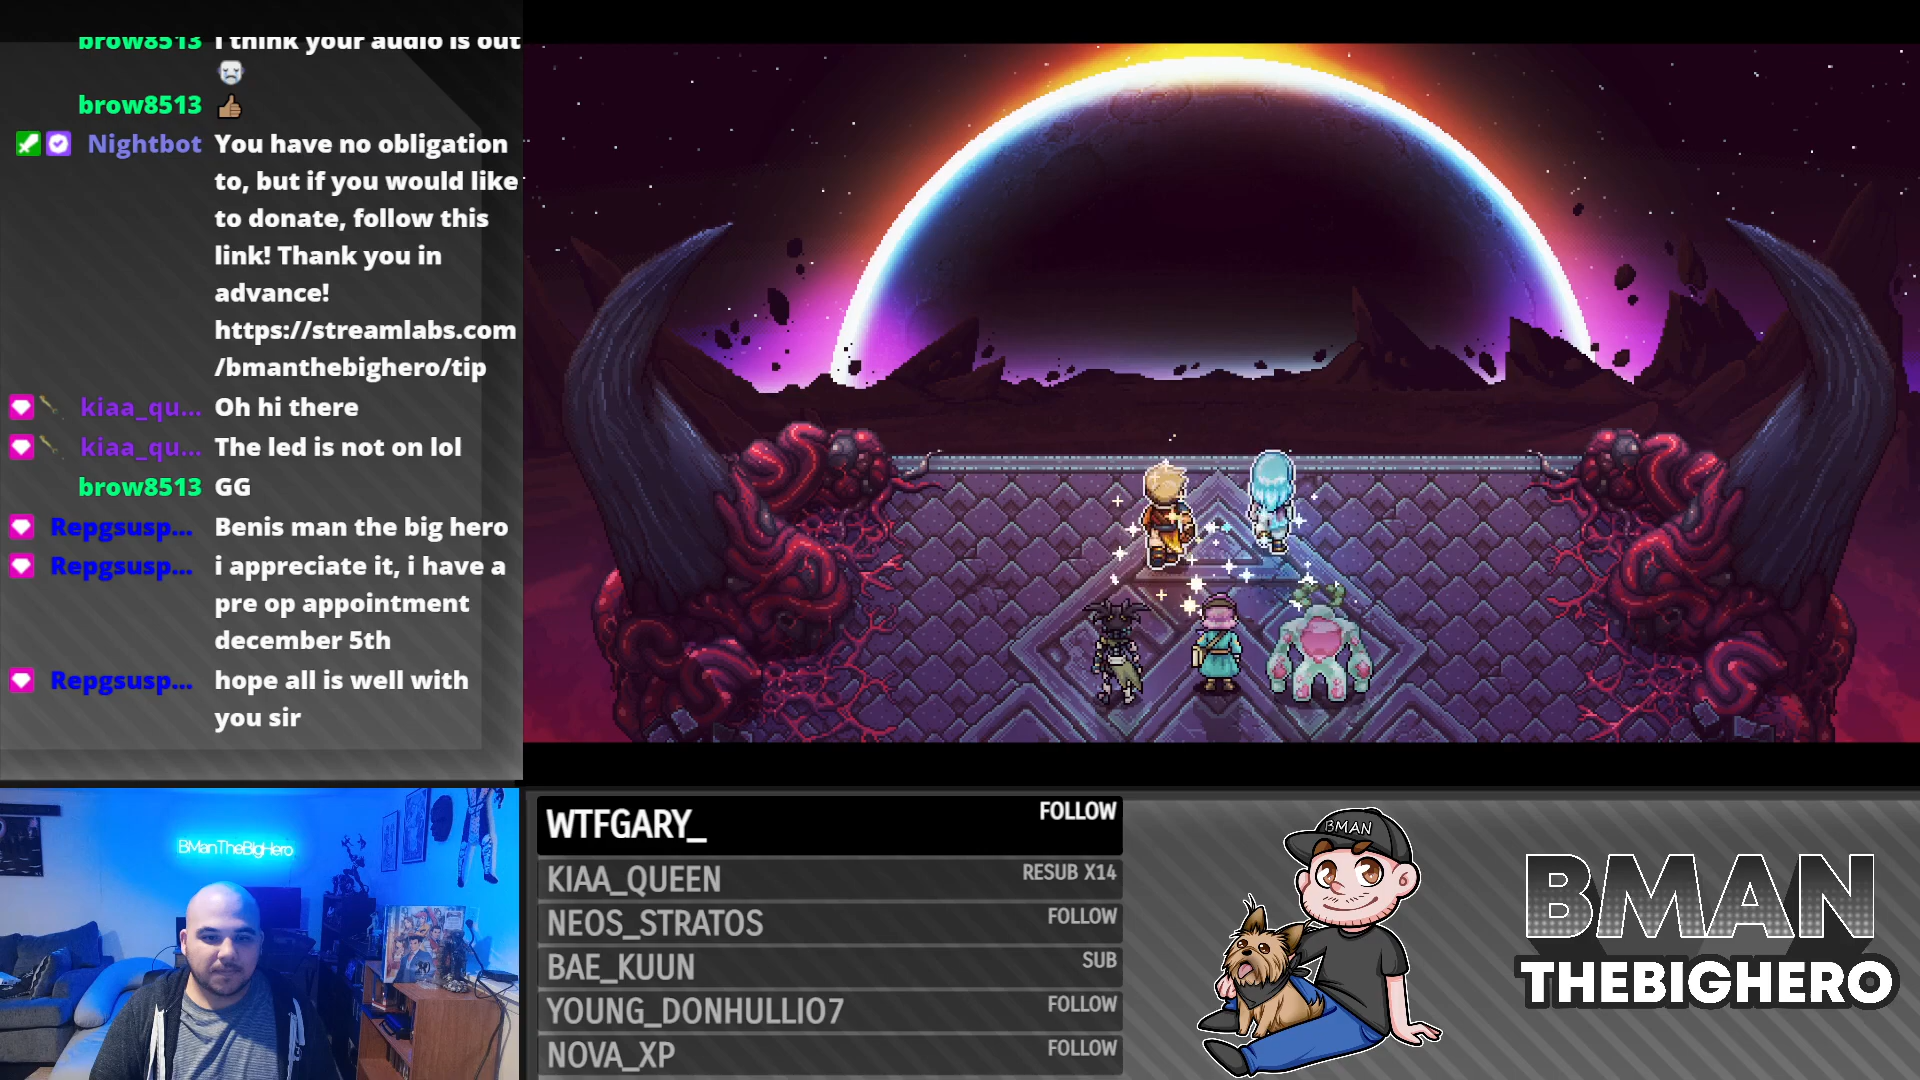 brow8513 I think your audio is out
brow8513
Nightbot You have no obligation
to, but if you would like
to donate, follow this
link! Thank you in
advance!
https://streamlabs.com
/bmanthebighero/tip
kiaa_qu... Oh hi there
kiaa_qu... The led is not on lol
brow8513 GG
Repgsusp... Benis man the big hero
Repgsusp... i appreciate it, i have a
pre op appointment
december 5th
Repgsusp... hope all is well with
you sir
BManTheBigHero
WTFGARY_ FOLLOW
KIAA_QUEEN RESUB X14
NEOS_STRATOS FOLLOW
BAE_KUUN SUB
YOUNG_DONHULLIO7 FOLLOW
NOVA_XP FOLLOW
BMAN
BMAN
THEBIGHERO